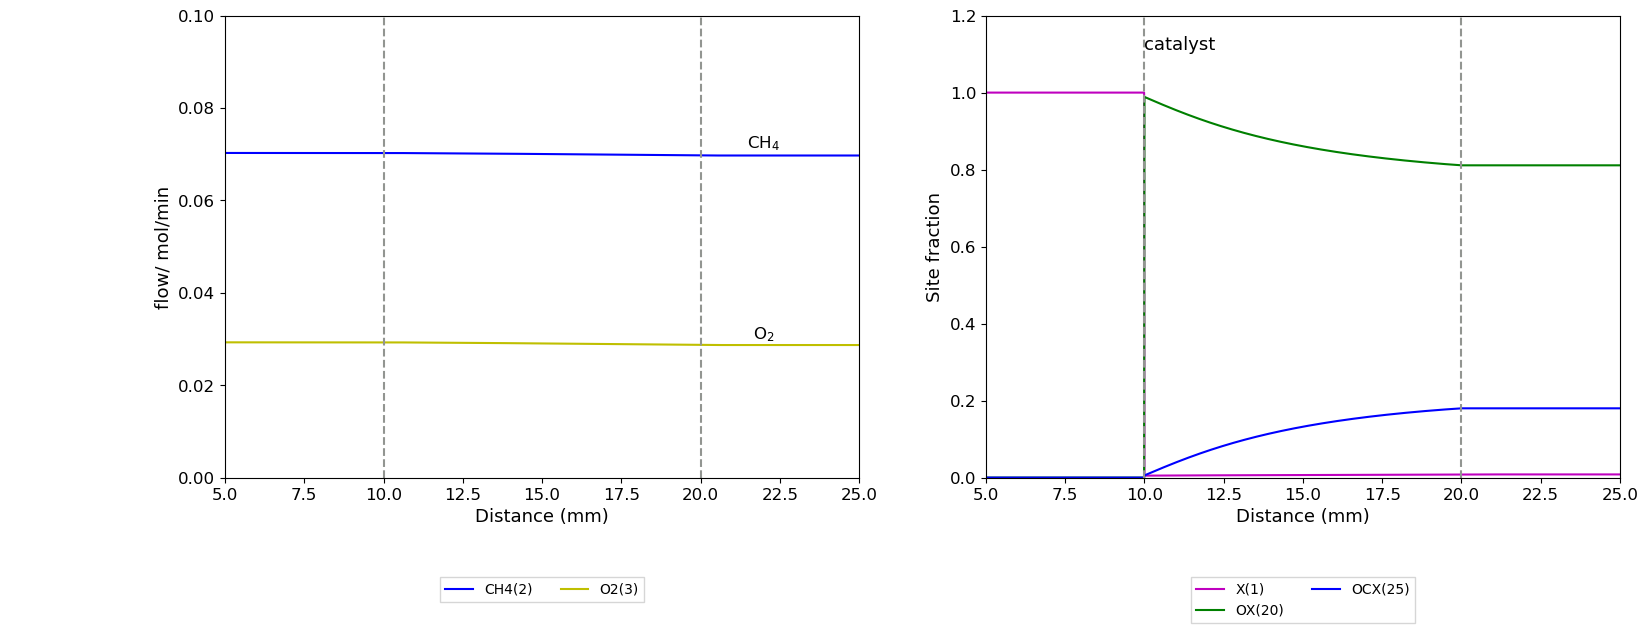 0.10
0.08
0.06
0.04
0.02
0.00
flow/ mol/min
CH₄
O₂
5.0 7.5 10.0 12.5 15.0 17.5 20.0 22.5 25.0
Distance (mm)
CH4(2) O2(3)
1.2
1.0
0.8
0.6
0.4
0.2
0.0
Site fraction
catalyst
5.0 7.5 10.0 12.5 15.0 17.5 20.0 22.5 25.0
Distance (mm)
X(1) OCX(25)
OX(20)